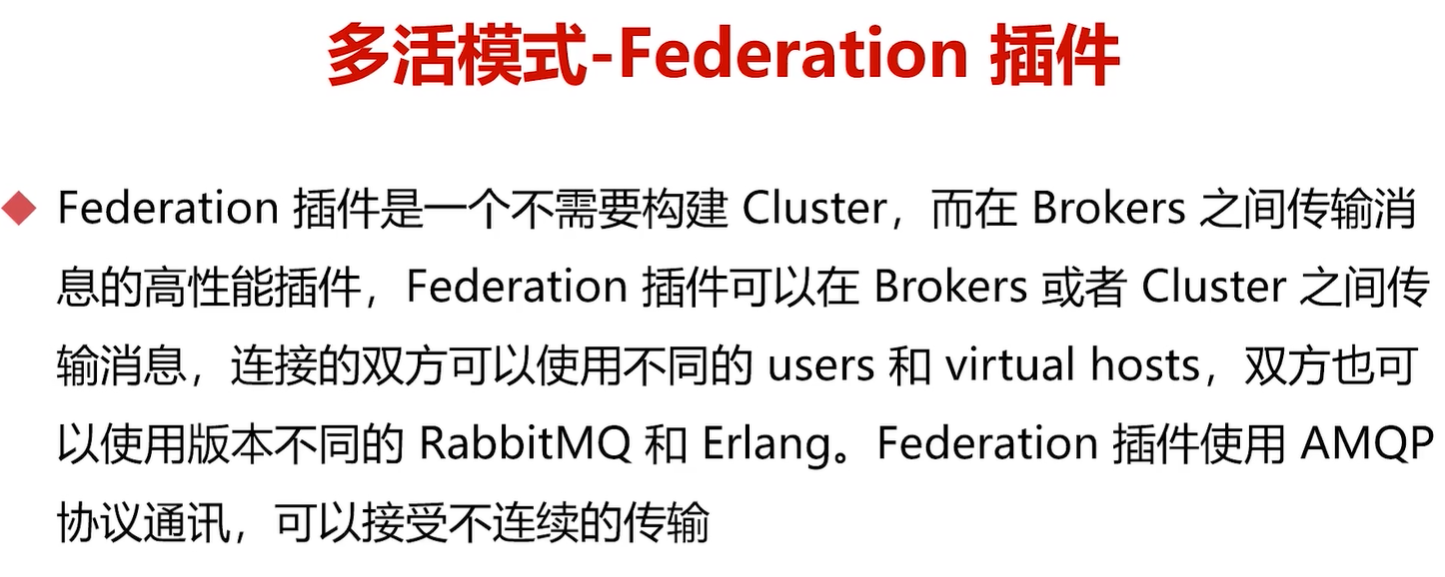 多活模式-Federation 插件
Federation 插件是一个不需要构建 Cluster，而在 Brokers 之间传输消
息的高性能插件，Federation 插件可以在 Brokers 或者 Cluster 之间传
输消息，连接的双方可以使用不同的 users 和 virtual hosts，双方也可
以使用版本不同的 RabbitMQ 和 Erlang。Federation 插件使用 AMQP
协议通讯，可以接受不连续的传输